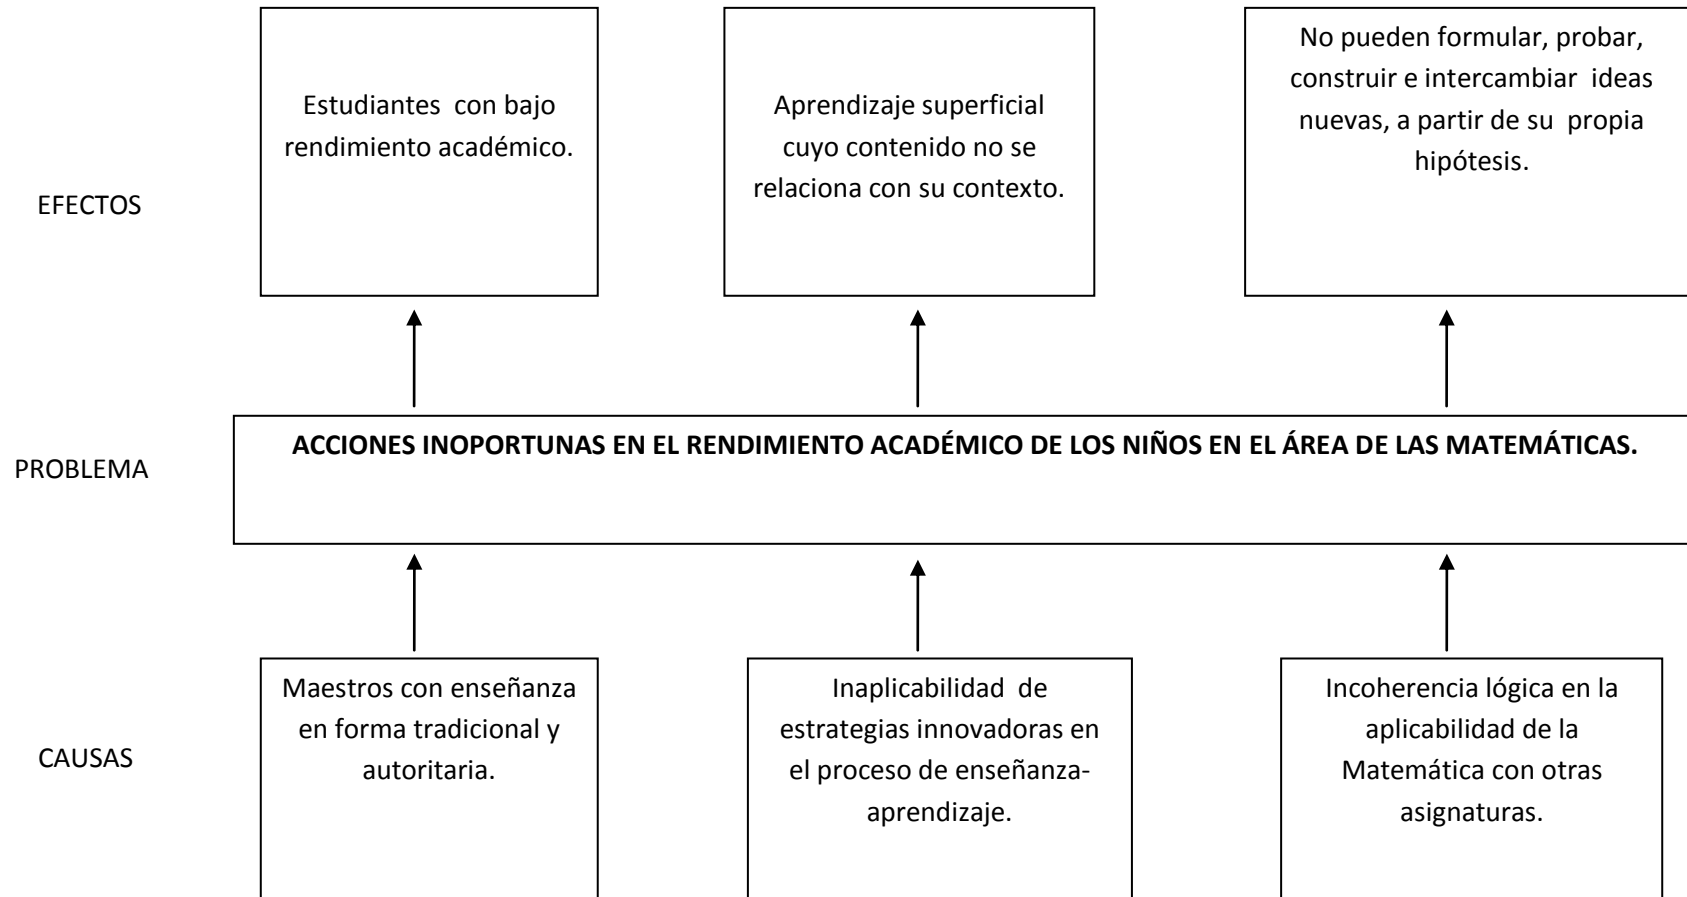 Estudiantes con bajo
rendimiento académico.
Aprendizaje superficial
cuyo contenido no se
relaciona con su contexto.
No pueden formular, probar,
construir e intercambiar ideas
nuevas, a partir de su propia
hipótesis.
EFECTOS
PROBLEMA
ACCIONES INOPORTUNAS EN EL RENDIMIENTO ACADÉMICO DE LOS NIÑOS EN EL ÁREA DE LAS MATEMÁTICAS.
CAUSAS
Maestros con enseñanza
en forma tradicional y
autoritaria.
Inaplicabilidad de
estrategias innovadoras en
el proceso de enseñanza-
aprendizaje.
Incoherencia lógica en la
aplicabilidad de la
Matemática con otras
asignaturas.